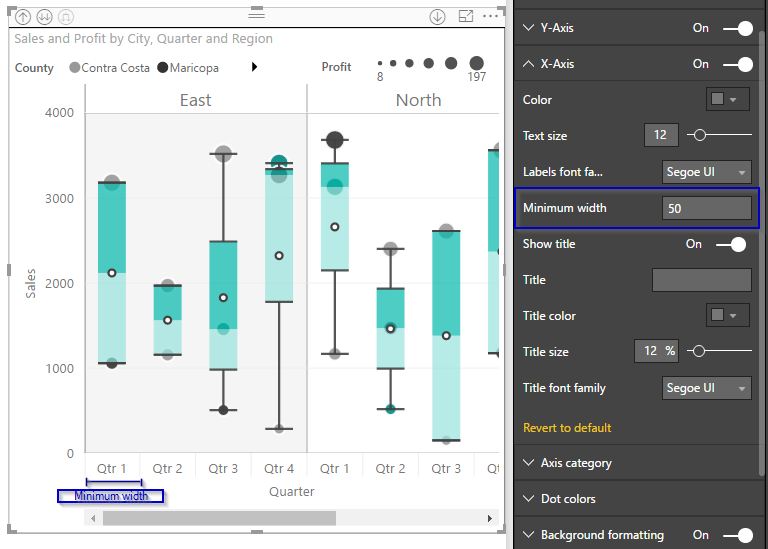 Sales and Profit by City, Quarter and Region
County Contra Costa Maricopa Profit
8 197
East North
4000
3000
2000
1000
0
Sales
Qtr 1 Qtr 2 Qtr 3 Qtr 4 Qtr 1 Qtr 2 Qtr 3 Qt
Minimum width
Quarter
Y-Axis On
X-Axis On
Color
Text size 12
Labels font fa... Segoe UI
Minimum width 50
Show title On
Title
Title color
Title size 12 %
Title font family Segoe UI
Revert to default
Axis category
Dot colors
Background formatting On